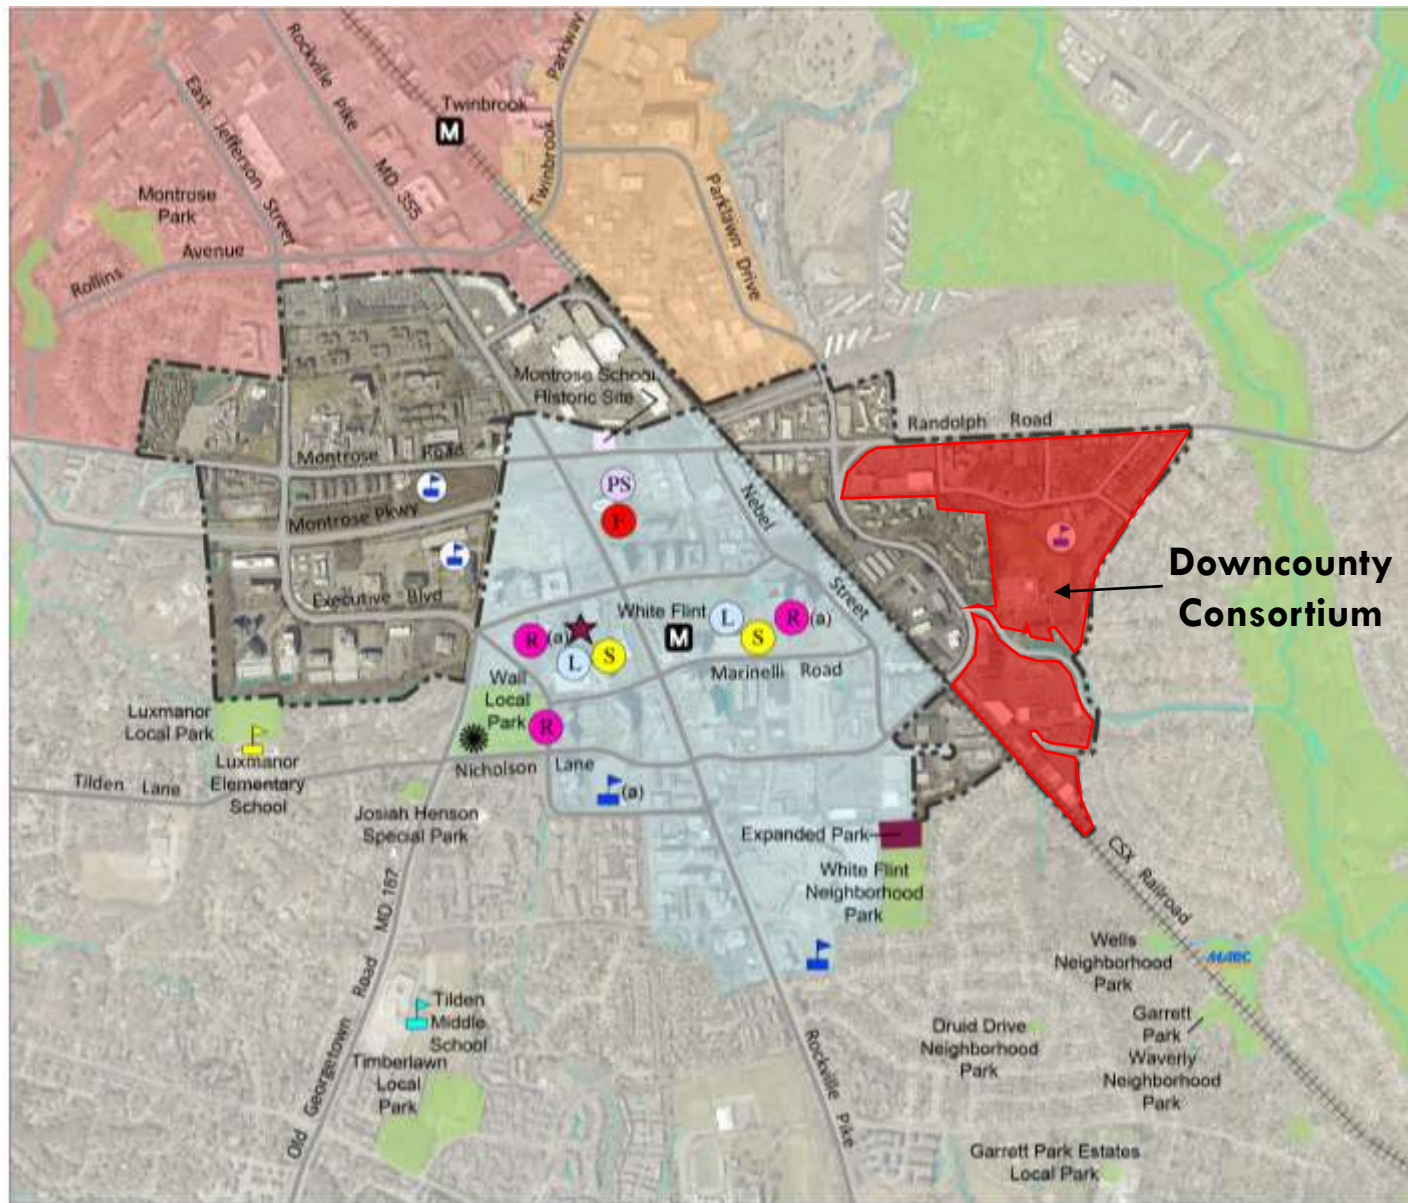 Rockville Pike MD 355
East Jefferson Street
Twinbrook
M
Twinbrook Parkway
Parklawn Drive
Montrose
Park
Rollins Avenue
Montrose School
Historic Site
Randolph Road
Montrose Road
Montrose Pkwy
PS
F
Nebel Street
Downcounty
Consortium
Executive Blvd
White Flint
M
L
S
R (a)
R (a)
L
S
Marinelli Road
Wall
Local
Park
R
Luxmanor
Local Park
Luxmanor
Elementary
School
Tilden Lane
Nicholson Lane
(a)
Josiah Henson
Special Park
Expanded Park
White Flint
Neighborhood
Park
CSX Railroad
Old Georgetown Road MD 187
Wells
Neighborhood
Park
MARC
Tilden
Middle
School
Timberlawn
Local
Park
Rockville Pike
Druid Drive
Neighborhood
Park
Garrett
Park
Waverly
Neighborhood
Park
Garrett Park Estates
Local Park